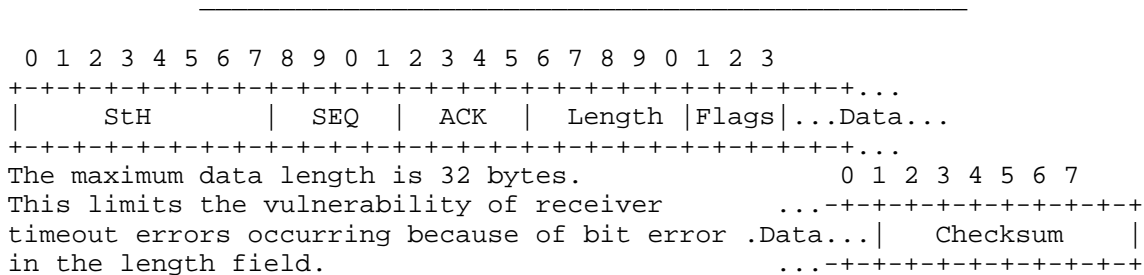 ________________________________________________
0 1 2 3 4 5 6 7 8 9 0 1 2 3 4 5 6 7 8 9 0 1 2 3
+-+-+-+-+-+-+-+-+-+-+-+-+-+-+-+-+-+-+-+-+-+-+-+-+-+-+...
|     StH       |  SEQ  |  ACK  |  Length |Flags|...Data...
+-+-+-+-+-+-+-+-+-+-+-+-+-+-+-+-+-+-+-+-+-+-+-+-+-+-+...
The maximum data length is 32 bytes.                0 1 2 3 4 5 6 7
This limits the vulnerability of receiver       ...-+-+-+-+-+-+-+-+-+
timeout errors occurring because of bit error .Data...|   Checksum    |
in the length field.                            ...-+-+-+-+-+-+-+-+-+